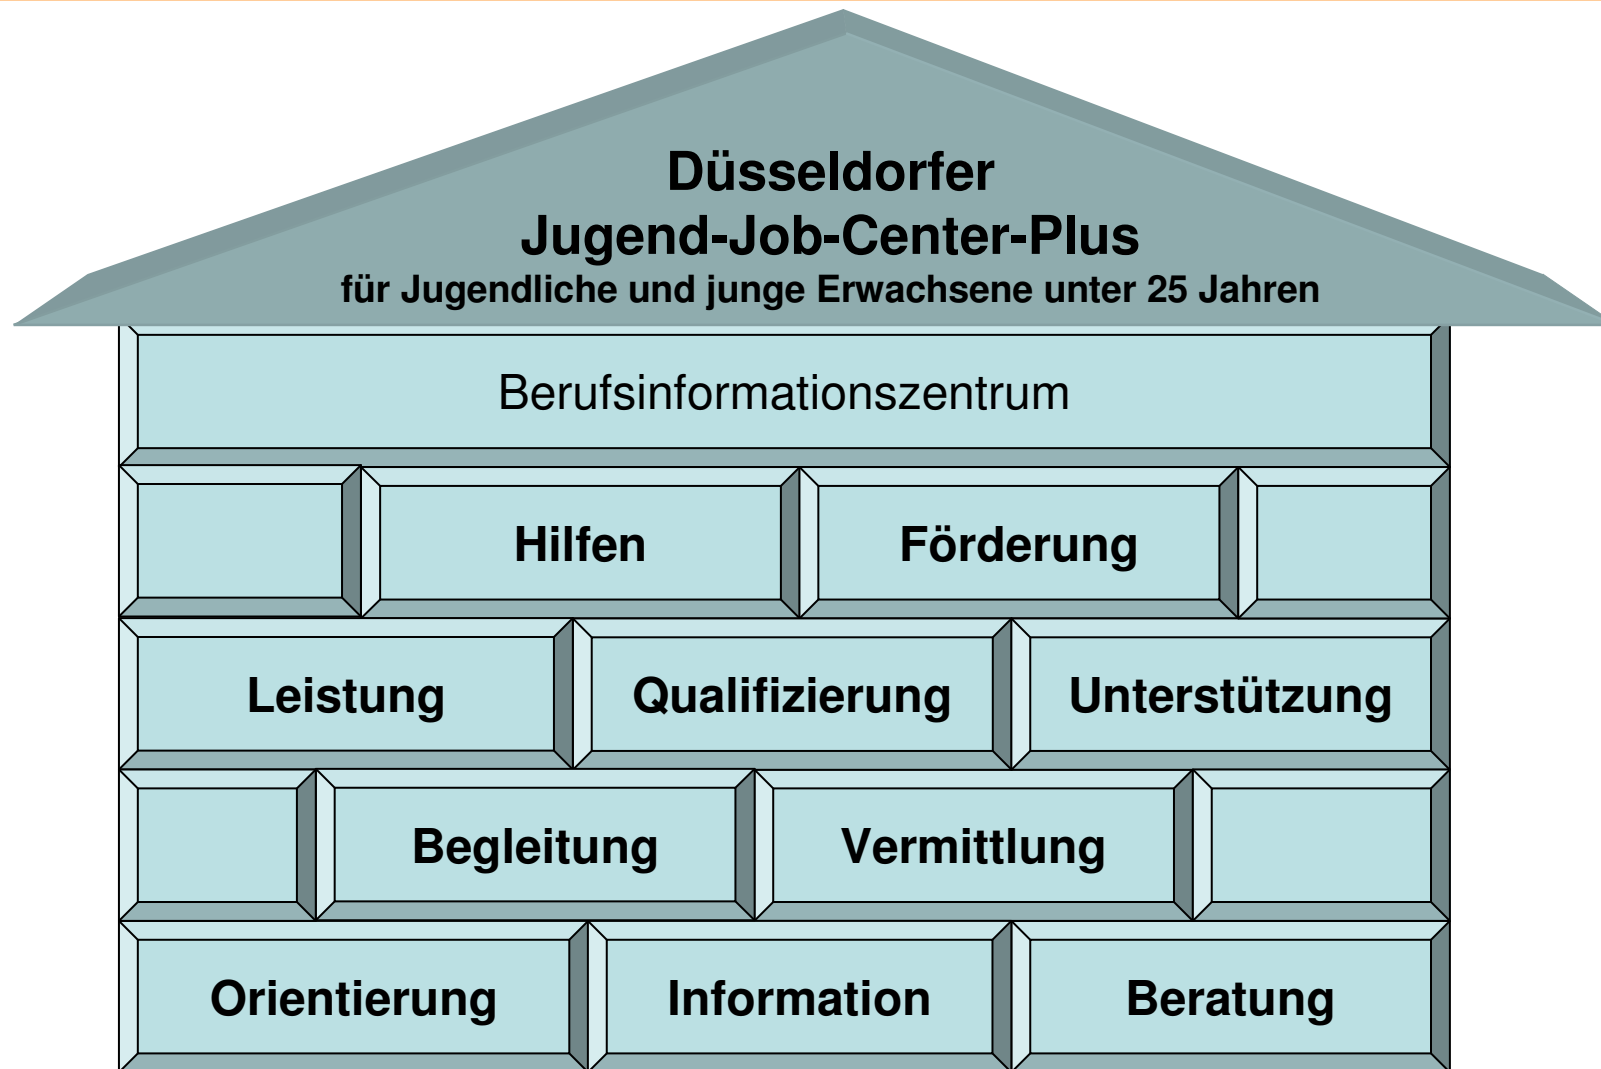 Düsseldorfer
Jugend-Job-Center-Plus
für Jugendliche und junge Erwachsene unter 25 Jahren
Berufsinformationszentrum
Hilfen
Förderung
Leistung
Qualifizierung
Unterstützung
Begleitung
Vermittlung
Orientierung
Information
Beratung